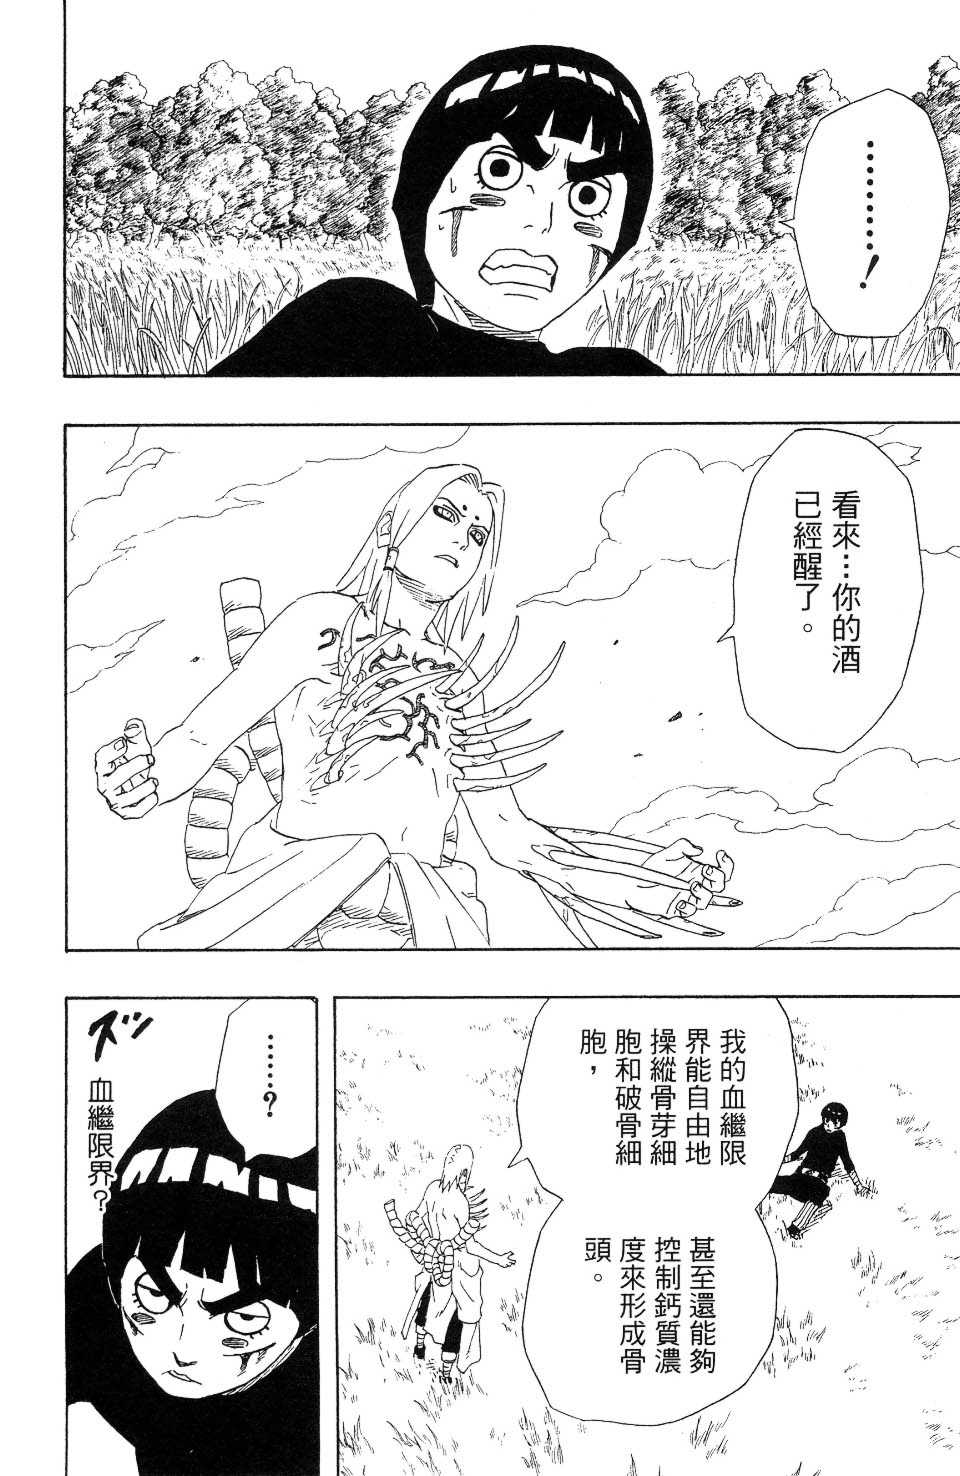 ………！
看來…你的酒
已經醒了。
我的血繼限
界能自由地
操縱骨芽細
胞和破骨細
胞，
甚至還能夠
控制鈣質濃
度來形成骨
頭。
……？
血繼限界？
ズッ